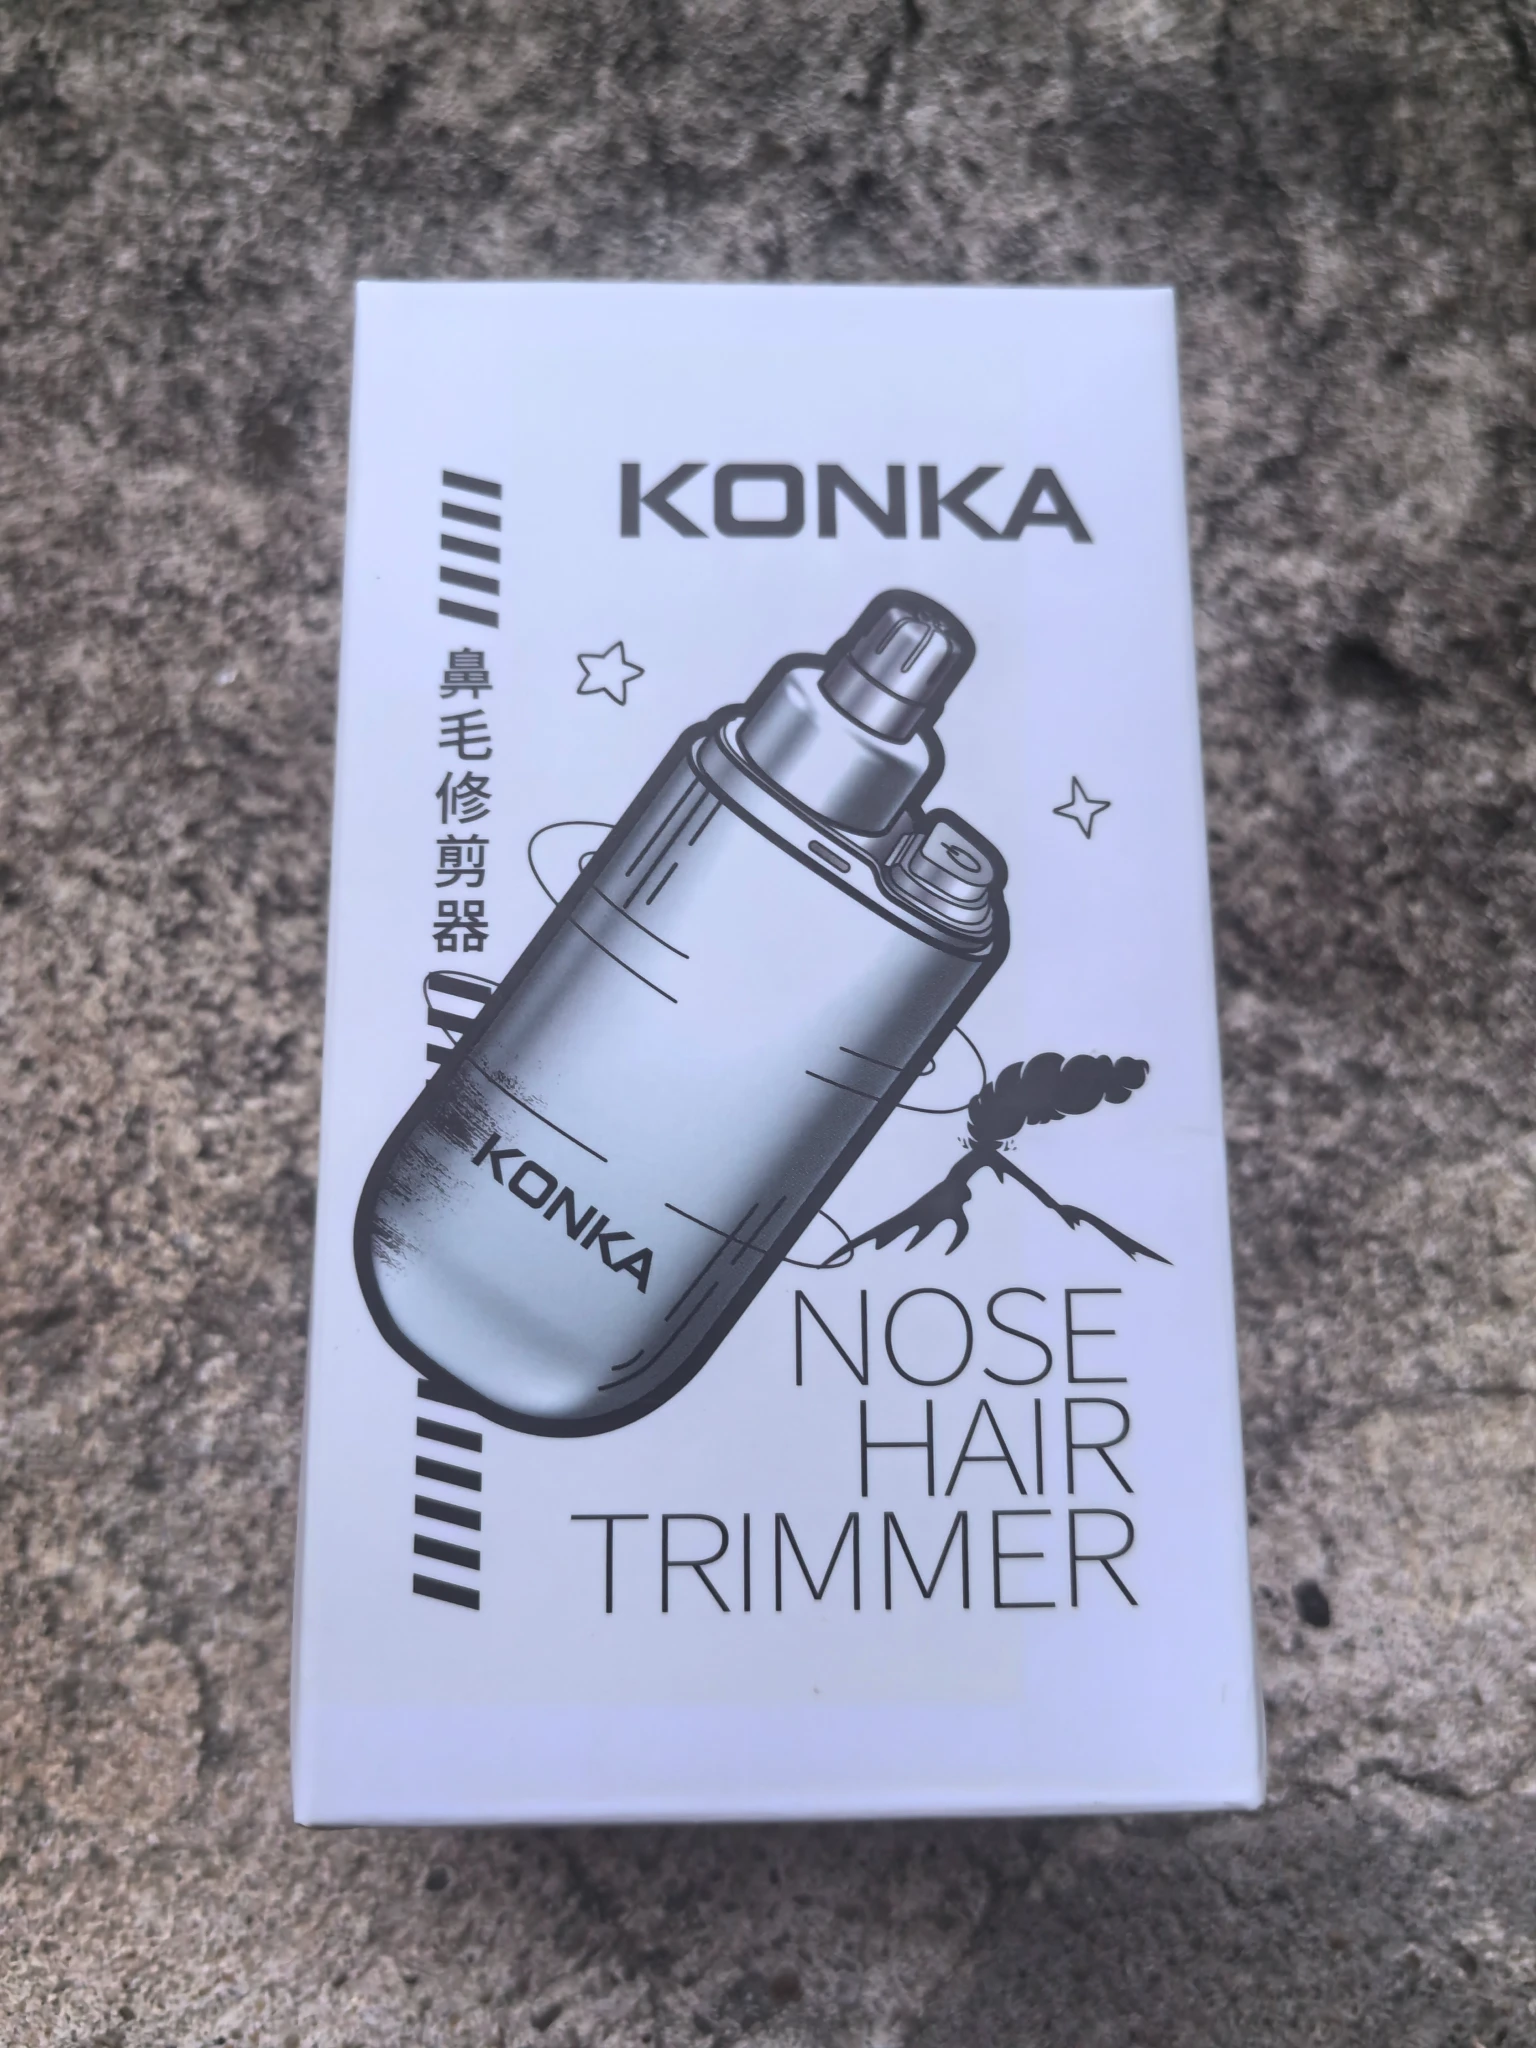 KONKA
鼻毛修剪器
KONKA
NOSE
HAIR
TRIMMER